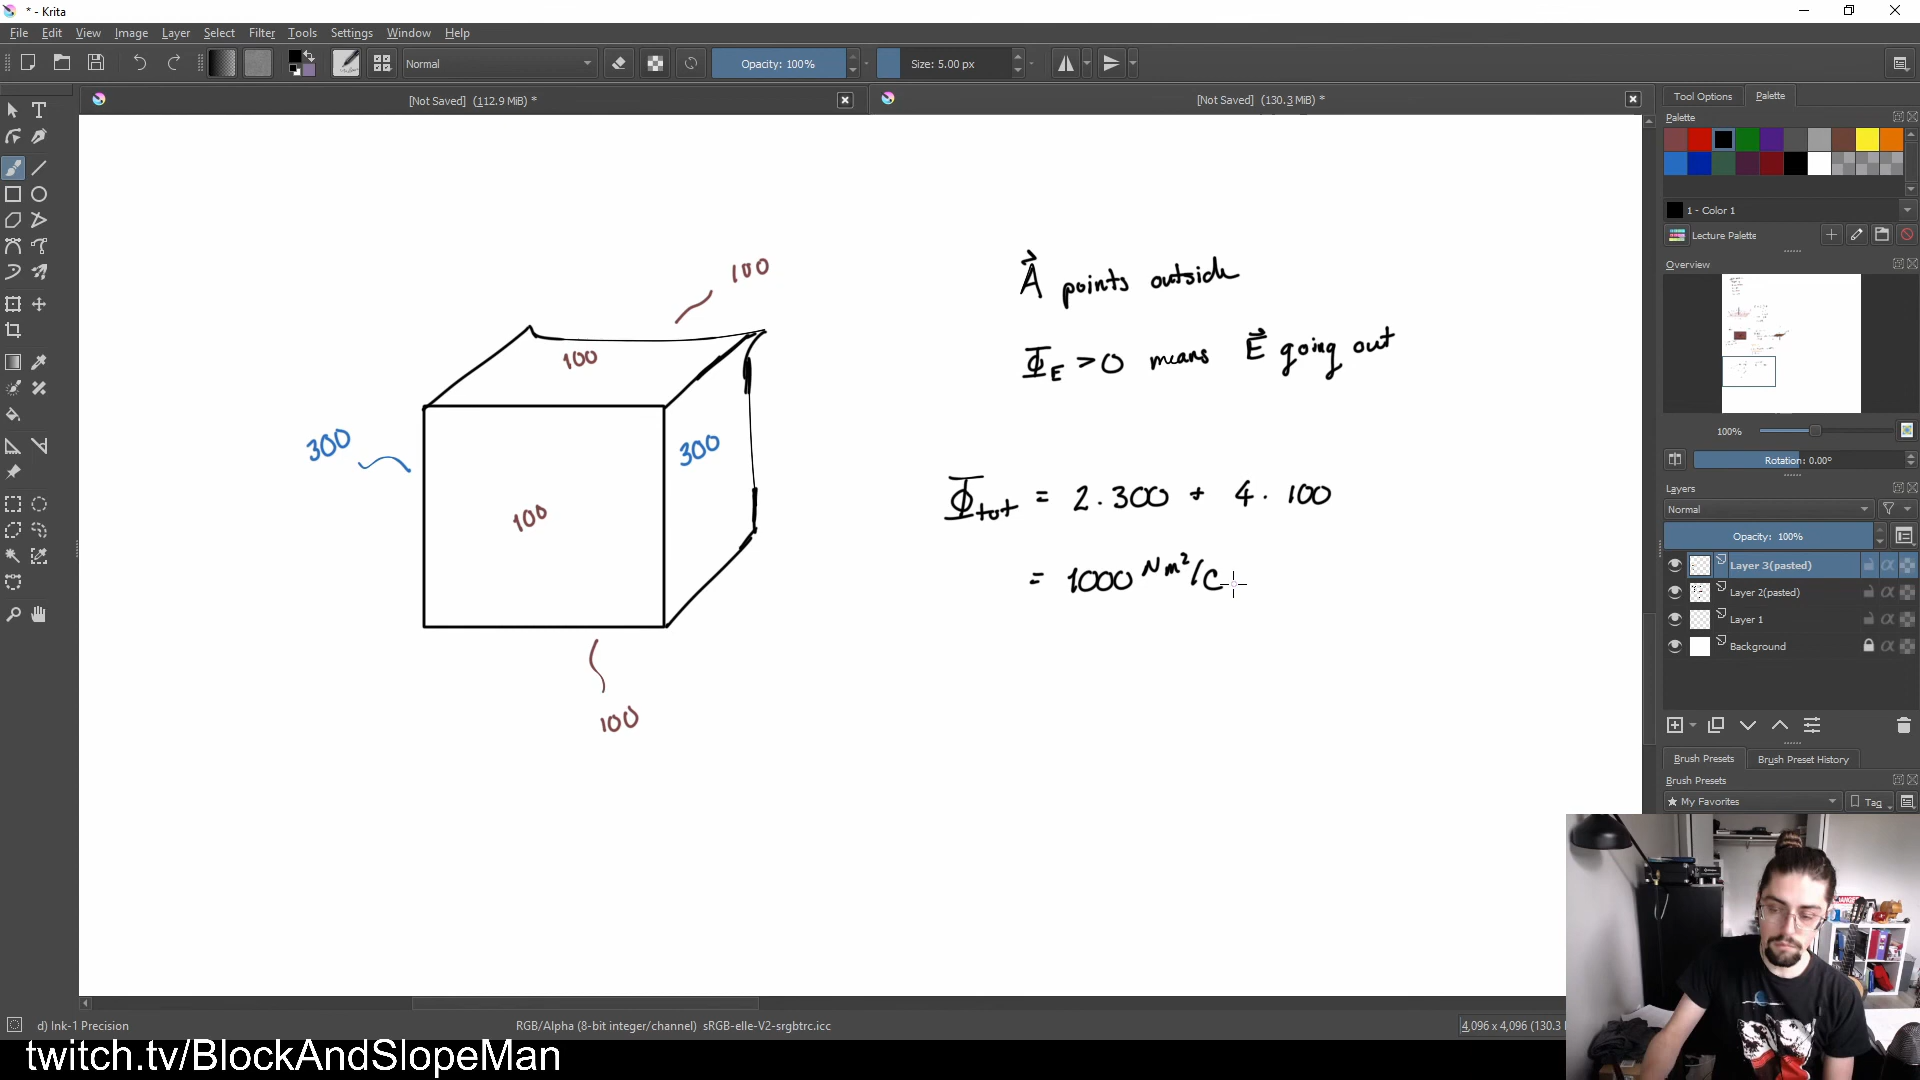 * - Krita
File Edit View Image Layer Select Filter Tools Settings Window Help
Normal Opacity: 100% Size: 5.00 px
[Not Saved] (112.9 MiB) * [Not Saved] (130.3 MiB) *
Tool Options Palette
Palette
1 - Color 1
Lecture Palette
Overview
100%
Rotation: 0.00°
Layers
Normal
Opacity: 100%
Layer 3(pasted)
Layer 2(pasted)
Layer 1
Background
Brush Presets Brush Preset History
Brush Presets
★ My Favorites Tag
100
100
300
300
100
100
A⃗ points outside
Φ_E > 0 means E⃗ going out
Φ_tot = 2 · 300 + 4 · 100
= 1000 Nm²/C
d) Ink-1 Precision RGB/Alpha (8-bit integer/channel) sRGB-elle-V2-srgbtrc.icc 4,096 x 4,096 (130.3
twitch.tv/BlockAndSlopeMan